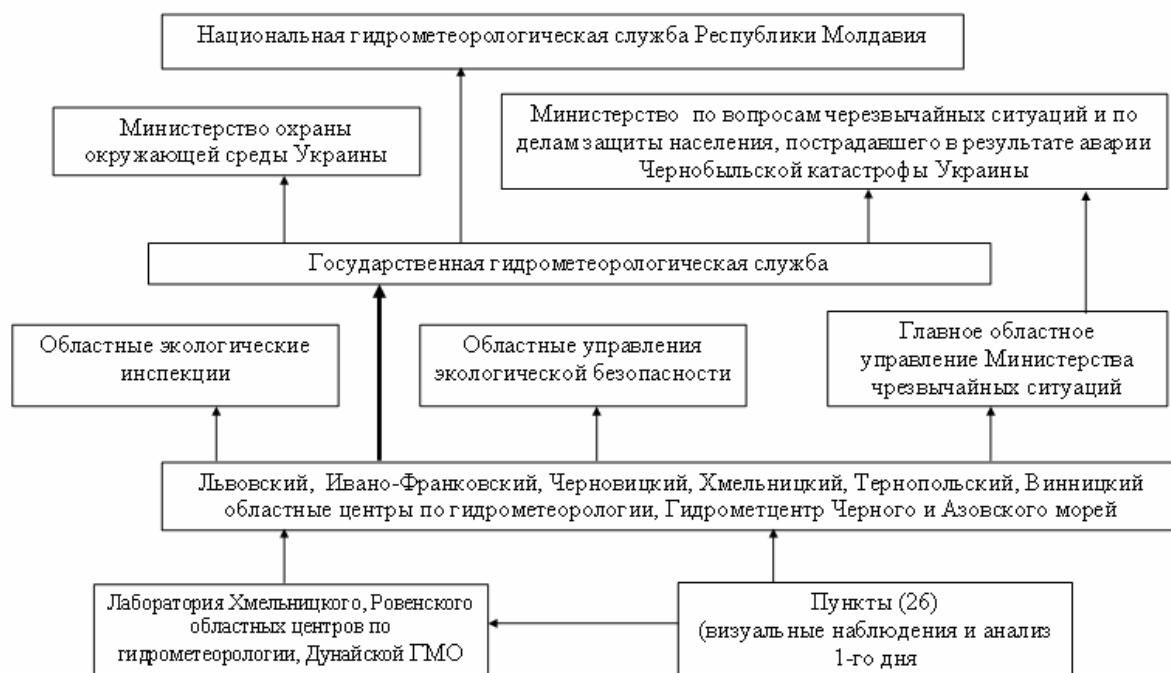 Национальная гидрометеорологическая служба Республики Молдавия
Министерство охраны
окружающей среды Украины
Министерство по вопросам черезвычайных ситуаций и по
делам защиты населения, пострадавшего в результате аварии
Чернобыльской катастрофы Украины
Государственная гидрометеорологическая служба
Областные экологические
инспекции
Областные управления
экологической безопасности
Главное областное
управление Министерства
чрезвычайных ситуаций
Львовский, Ивано-Франковский, Черновицкий, Хмельницкий, Тернопольский, Винницкий
областные центры по гидрометеорологии, Гидрометцентр Черного и Азовского морей
Лаборатория Хмельницкого, Ровенского
областных центров по
гидрометеорологии, Дунайской ГМО
Пункты (26)
(визуальные наблюдения и анализ
1-го дня